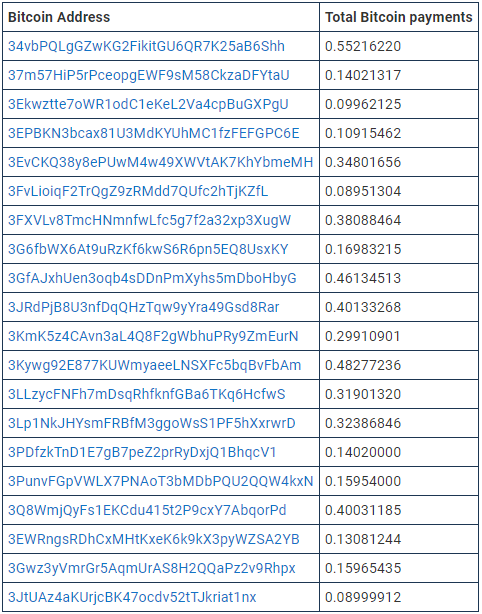 Bitcoin Address Total Bitcoin payments
34vbPQLgGZwKG2FikitGU6QR7K25aB6Shh 0.55216220
37m57HiP5rPceopgEWF9sM58CkzaDFYtaU 0.14021317
3Ekwztte7oWR1odC1eKeL2Va4cpBuGXPgU 0.09962125
3EPBKN3bcax81U3MdKYUhMC1fzFEFGPC6E 0.10915462
3EvCKQ38y8ePUwM4w49XWVtAK7KhYbmeMH 0.34801656
3FvLioiqF2TrQgZ9zRMdd7QUfc2hTjKZfL 0.08951304
3FXVLv8TmcHNmnfwLfc5g7f2a32xp3XugW 0.38088464
3G6fbWX6At9uRzKf6kwS6R6pn5EQ8UsxKY 0.16983215
3GfAJxhUen3oqb4sDDnPmXyhs5mDboHbyG 0.46134513
3JRdPjB8U3nfDqQHzTqw9yYra49Gsd8Rar 0.40133268
3KmK5z4CAvn3aL4Q8F2gWbhuPRy9ZmEurN 0.29910901
3Kywg92E877KUWmyaeeLNSXFc5bqBvFbAm 0.48277236
3LLzycFNFh7mDsqRhfknfGBa6TKq6HcfwS 0.31901320
3Lp1NkJHYsmFRBfM3ggoWsS1PF5hXxrwrD 0.32386846
3PDfzkTnD1E7gB7peZ2prRyDxjQ1BhqcV1 0.14020000
3PunvFGpVWLX7PNAoT3bMDbPQU2QQW4kxN 0.15954000
3Q8WmjQyFs1EKCdu415t2P9cxY7AbqorPd 0.40031185
3EWRngsRDhCxMHtKxeK6k9kX3pyWZSA2YB 0.13081244
3Gwz3yVmrGr5AqmUrAS8H2QQaPz2v9Rhpx 0.15965435
3JtUAz4aKUrjcBK47ocdv52tTJkriat1nx 0.08999912